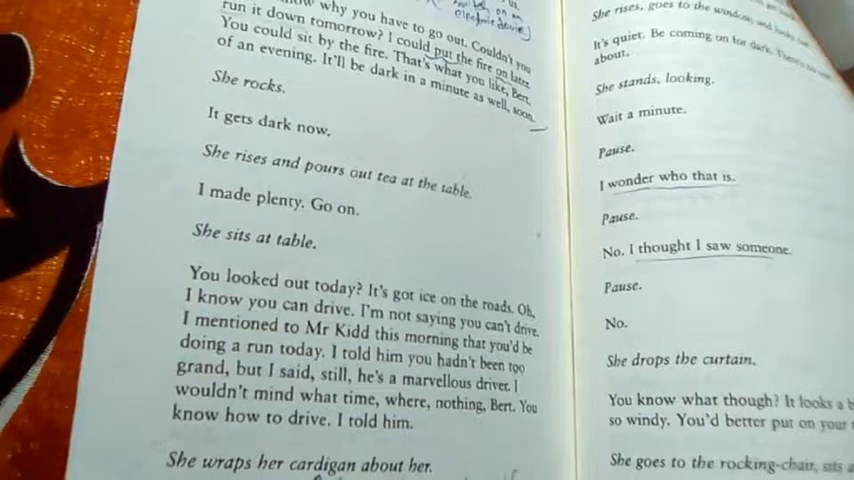 why you have to go out. Couldn't you
run it down tomorrow? I could put the fire on later.
You could sit by the fire. That's what you like, Bert,
of an evening. It'll be dark in a minute as well, soon.
She rocks.
It gets dark now.
She rises and pours out tea at the table.
I made plenty. Go on.
She sits at table.
You looked out today? It's got ice on the roads. Oh,
I know you can drive. I'm not saying you can't drive.
I mentioned to Mr Kidd this morning that you'd be
doing a run today. I told him you hadn't been too
grand, but I said, still, he's a marvellous driver. I
wouldn't mind what time, where, nothing, Bert. You
know how to drive. I told him.
She wraps her cardigan about her.
She rises, goes to the window, and looks
It's quiet. Be coming on for dark. There's
about.
She stands, looking.
Wait a minute.
Pause.
I wonder who that is.
Pause.
No. I thought I saw someone.
Pause.
No.
She drops the curtain.
You know what though? It looks a
so windy. You'd better put on your
She goes to the rocking-chair, sits